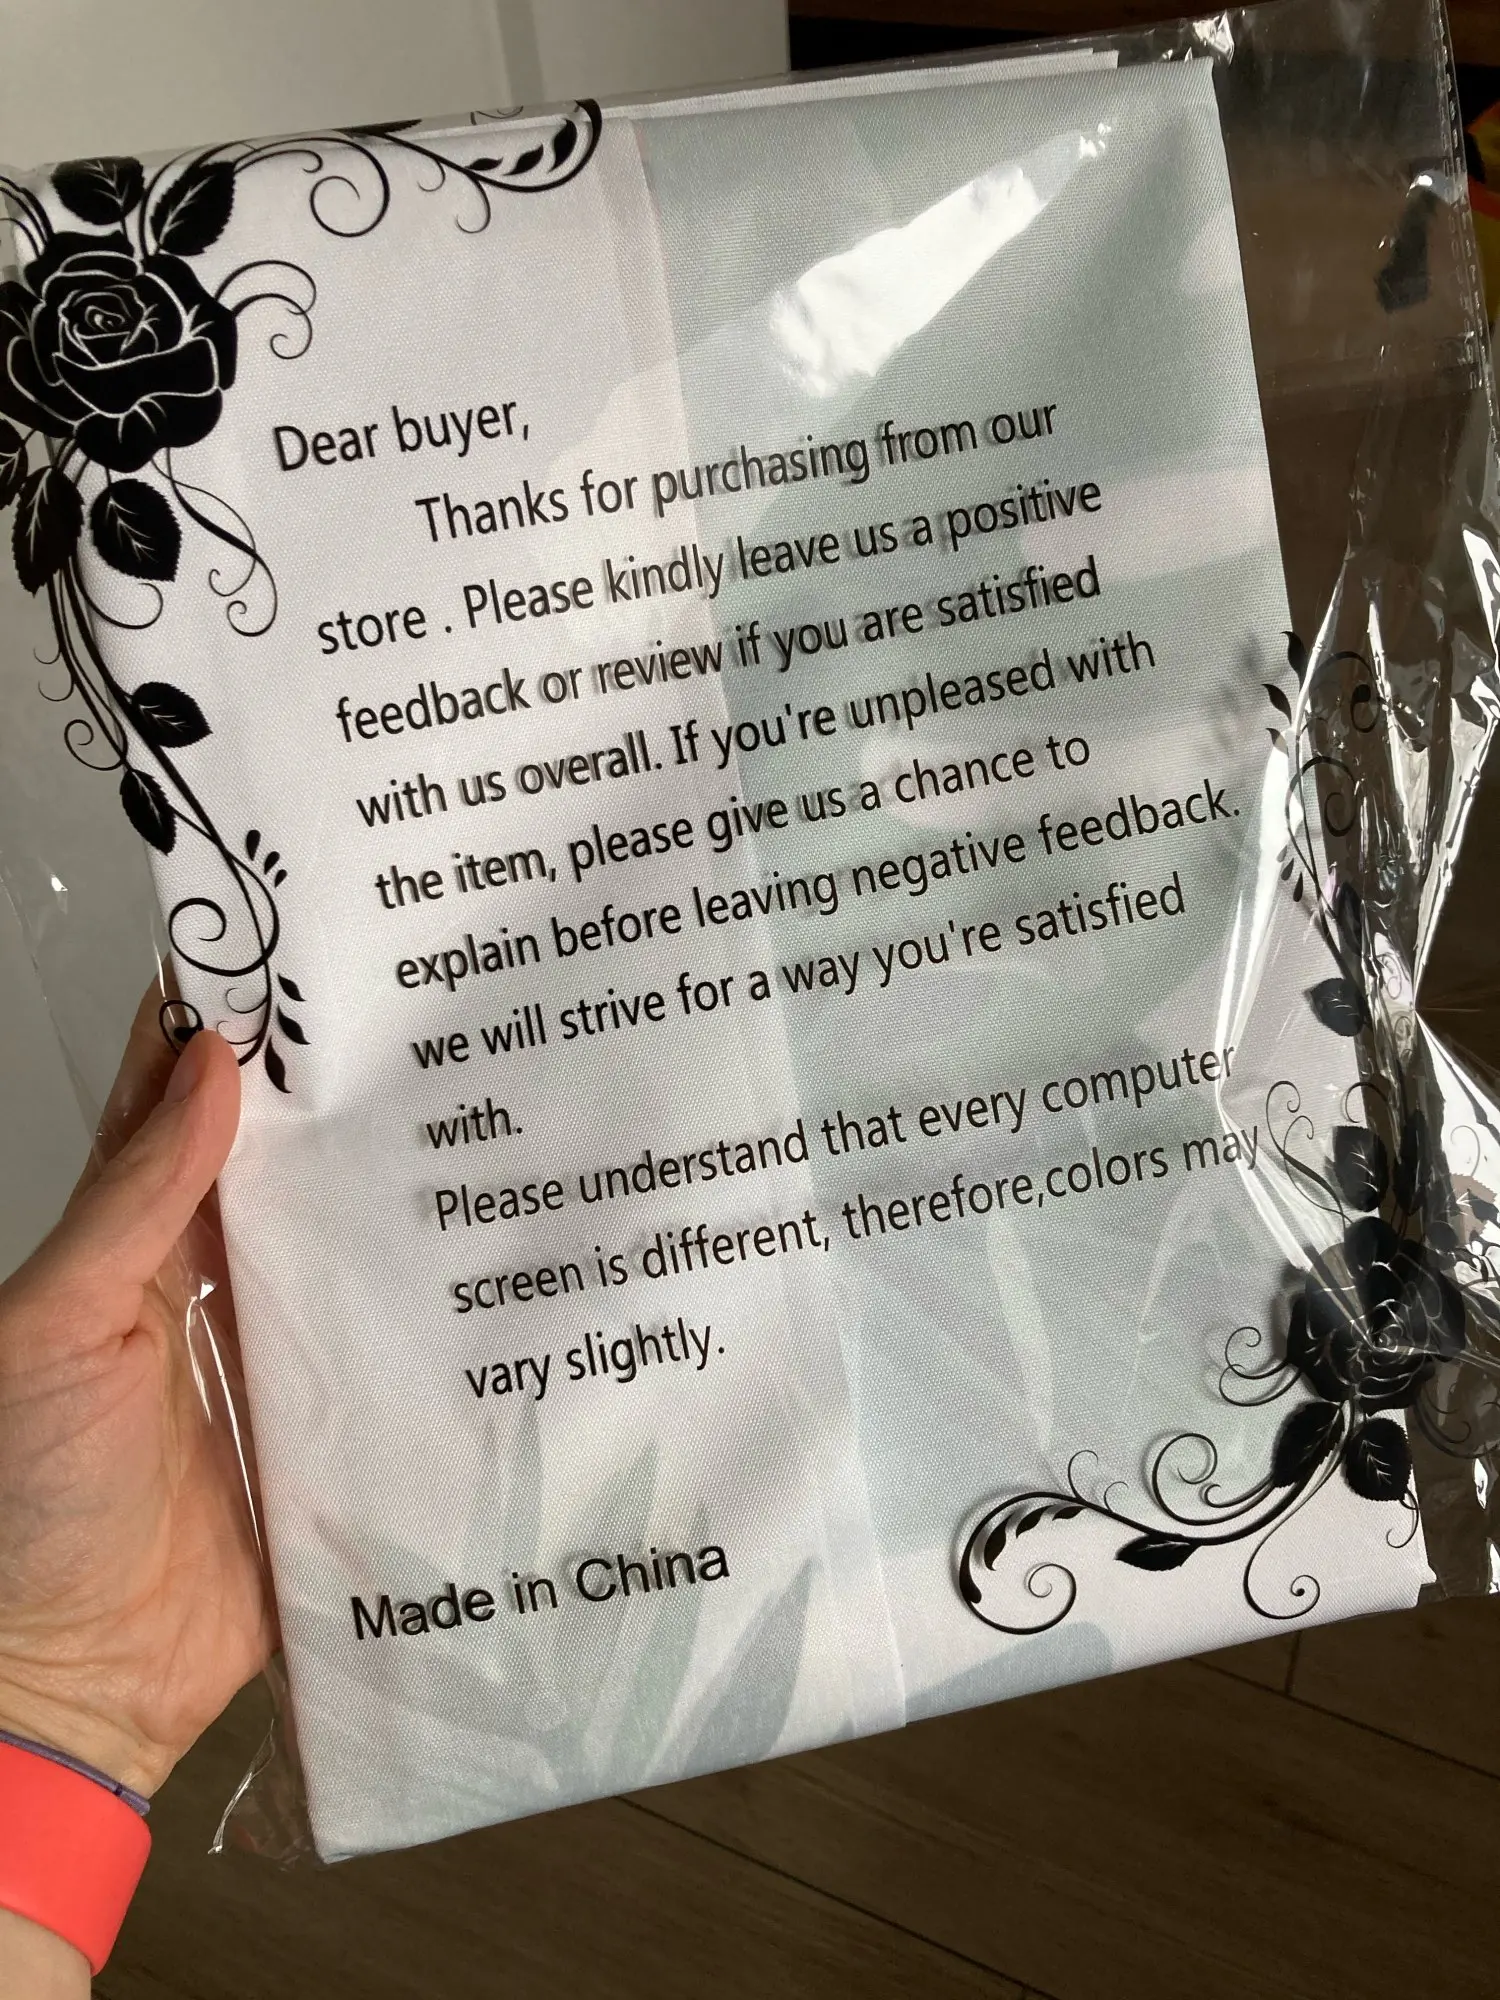 Dear buyer,
Thanks for purchasing from our
store . Please kindly leave us a positive
feedback or review if you are satisfied
with us overall. If you're unpleased with
the item, please give us a chance to
explain before leaving negative feedback.
we will strive for a way you're satisfied
with.
Please understand that every computer
screen is different, therefore,colors may
vary slightly.
Made in China